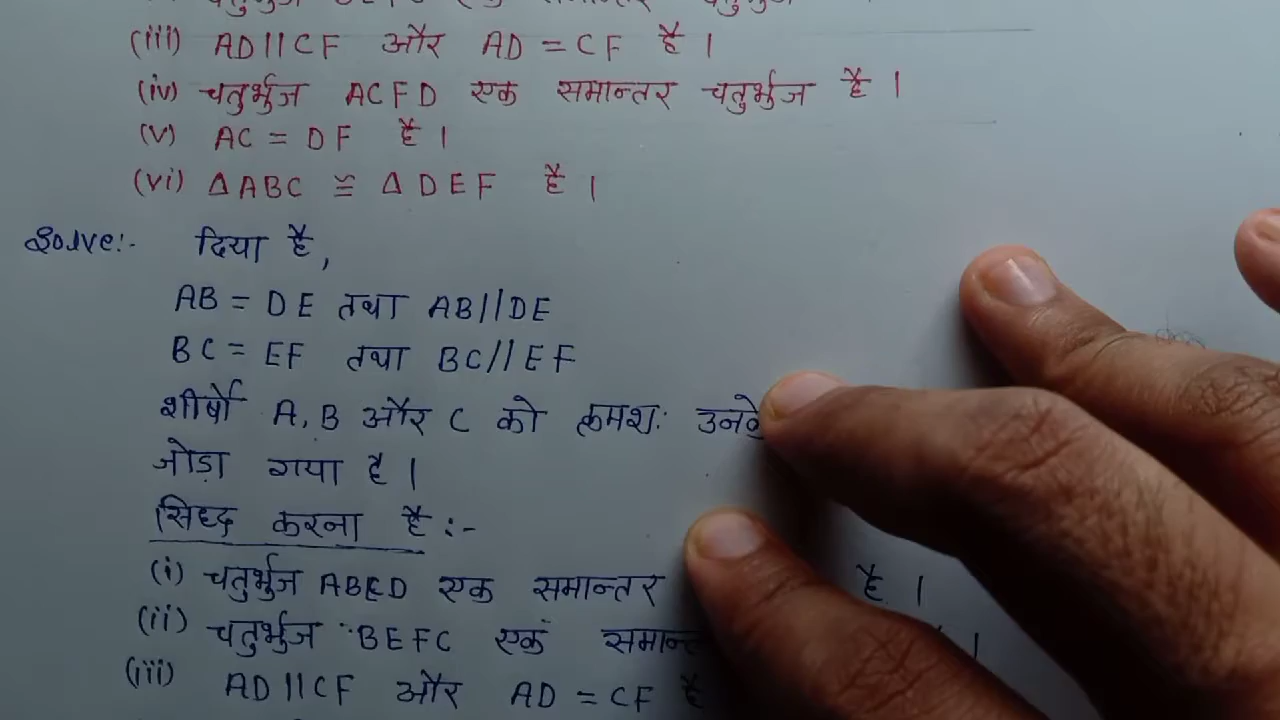 (iii) AD||CF और AD = CF है।
(iv) चतुर्भुज ACFD एक समान्तर चतुर्भुज है।
(v) AC = DF है।
(vi) ΔABC ≅ ΔDEF है।
Solve:- दिया है,
AB = DE तथा AB//DE
BC = EF तथा BC//EF
शीर्षो A, B और C को क्रमश:
जोड़ा गया है।
सिध्द करना है :-
(i) चतुर्भुज ABED एक समान्तर है।
(ii) चतुर्भुज BEFC एक
(iii) AD||CF और AD = CF है